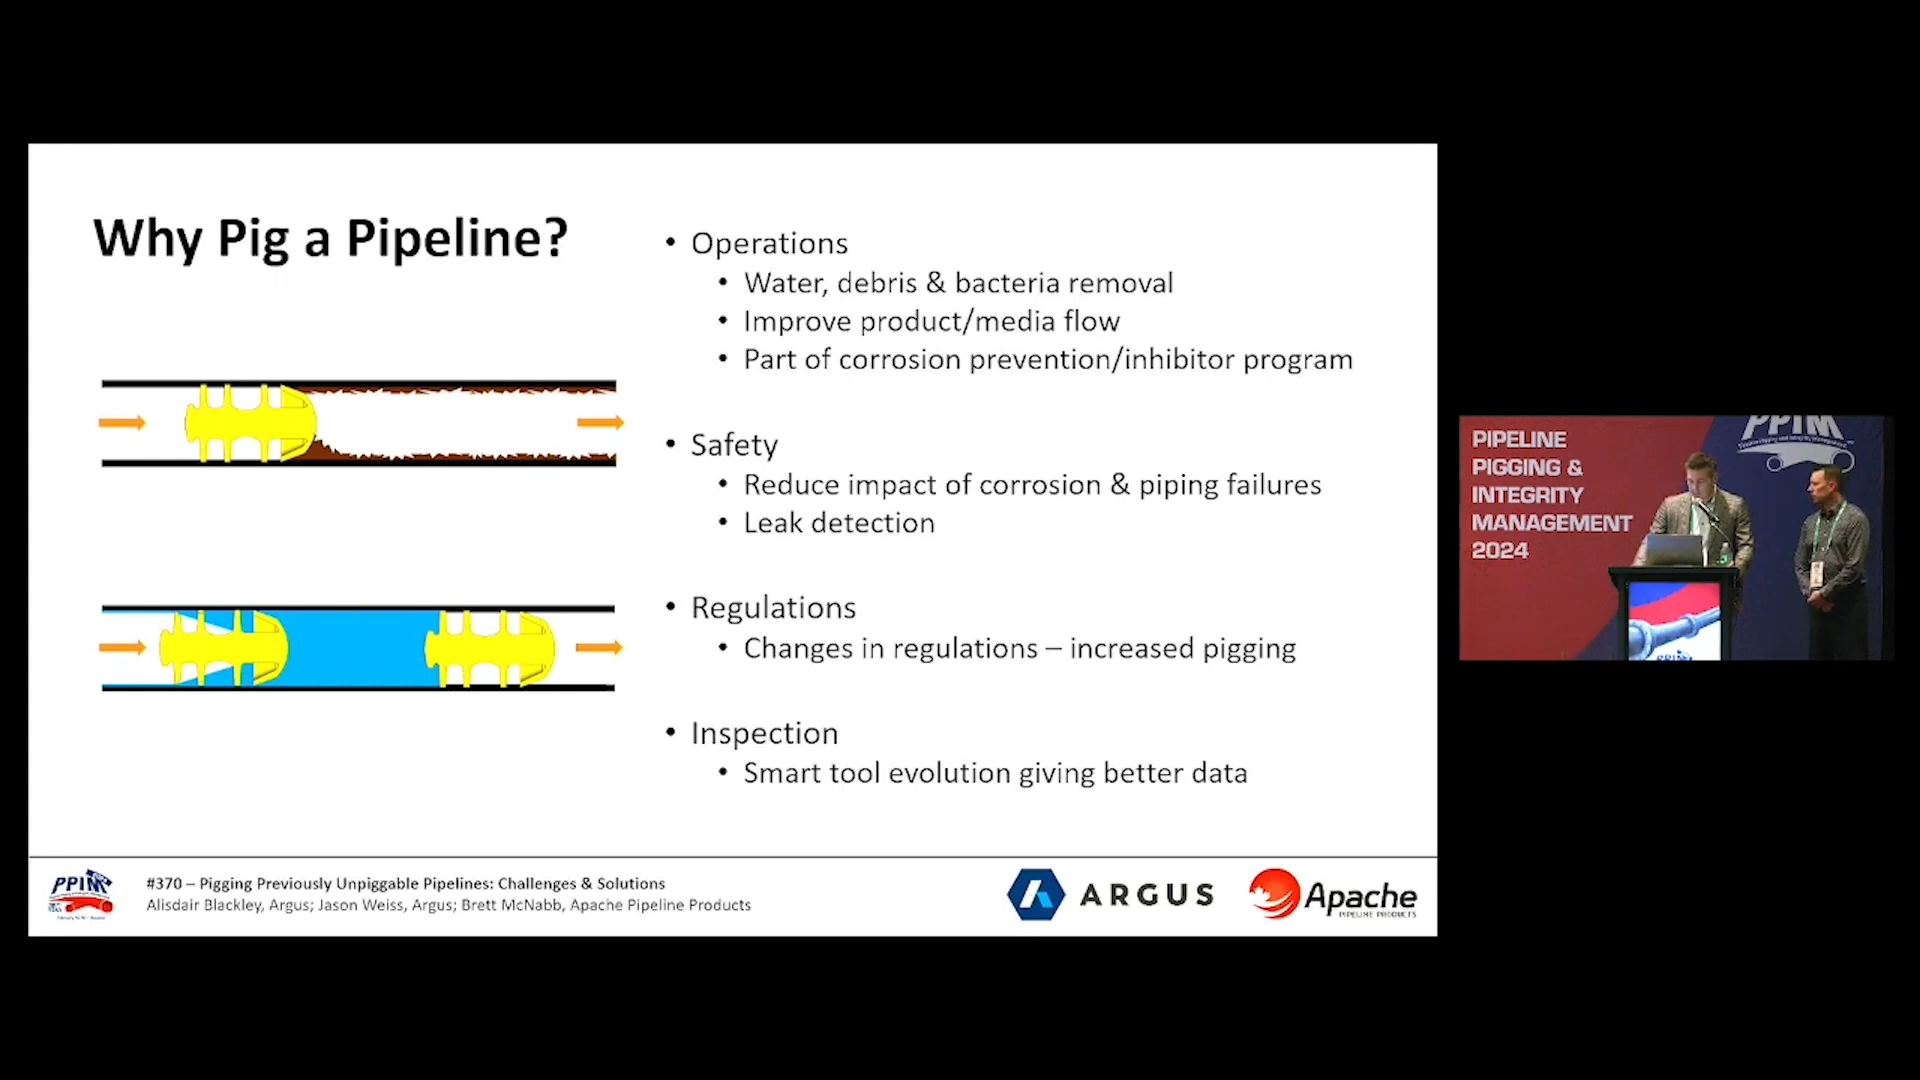 Why Pig a Pipeline?
• Operations
• Water, debris & bacteria removal
• Improve product/media flow
• Part of corrosion prevention/inhibitor program
• Safety
• Reduce impact of corrosion & piping failures
• Leak detection
• Regulations
• Changes in regulations – increased pigging
• Inspection
• Smart tool evolution giving better data
PPIM
#370 – Pigging Previously Unpiggable Pipelines: Challenges & Solutions
Alisdair Blackley, Argus; Jason Weiss, Argus; Brett McNabb, Apache Pipeline Products
ARGUS
Apache
PIPELINE PRODUCTS
PIPELINE
PIGGING &
INTEGRITY
MANAGEMENT
2024
PPIM